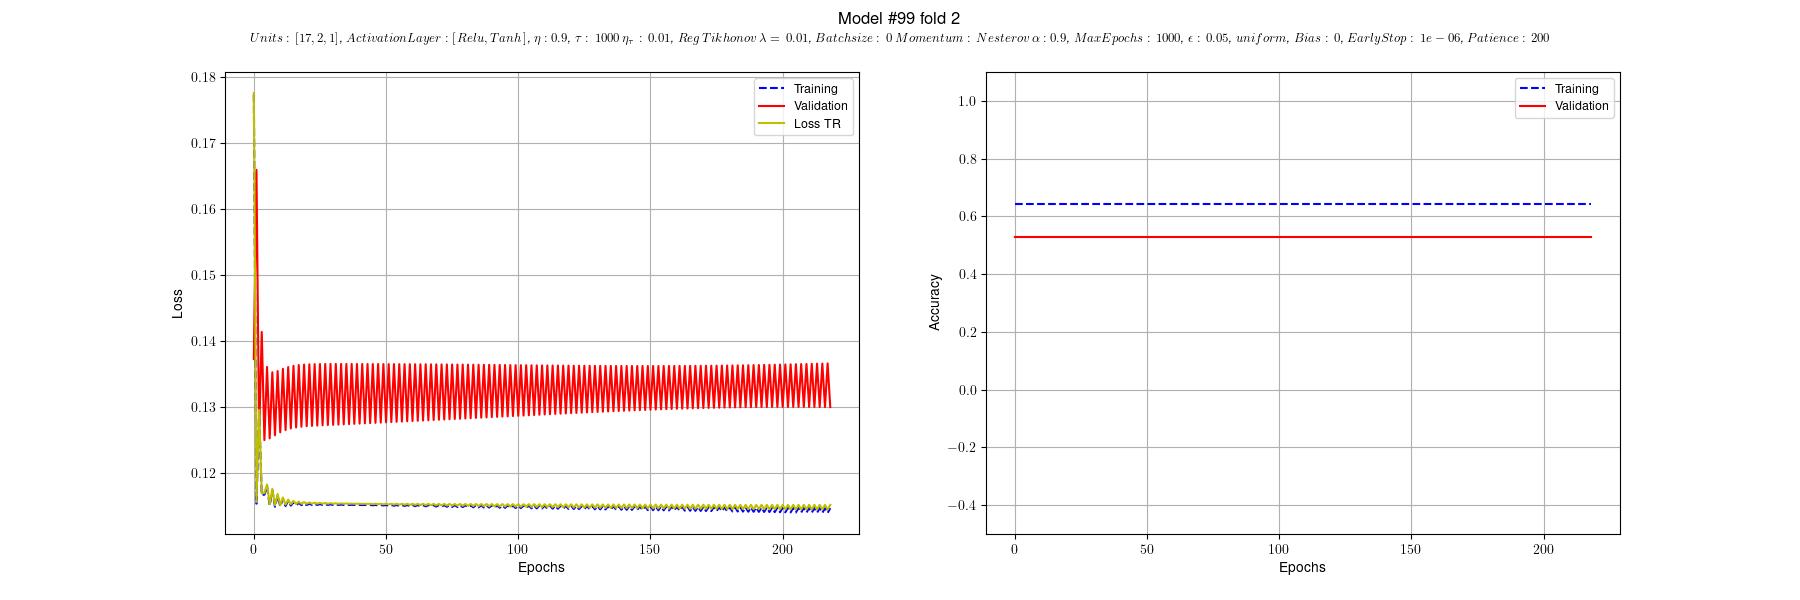 Model #99 fold 2
Units : [17, 2, 1], ActivationLayer : [Relu, Tanh], η : 0.9, τ : 1000 ητ : 0.01, Reg Tikhonov λ = 0.01, Batchsize : 0 Momentum : Nesterov α : 0.9, MaxEpochs : 1000, ϵ : 0.05, uniform, Bias : 0, EarlyStop : 1e − 06, Patience : 200
0.18
0.17
0.16
0.15
0.14
0.13
0.12
Loss
0 50 100 150 200
Epochs
Training
Validation
Loss TR
1.0
0.8
0.6
0.4
0.2
0.0
−0.2
−0.4
Accuracy
0 50 100 150 200
Epochs
Training
Validation